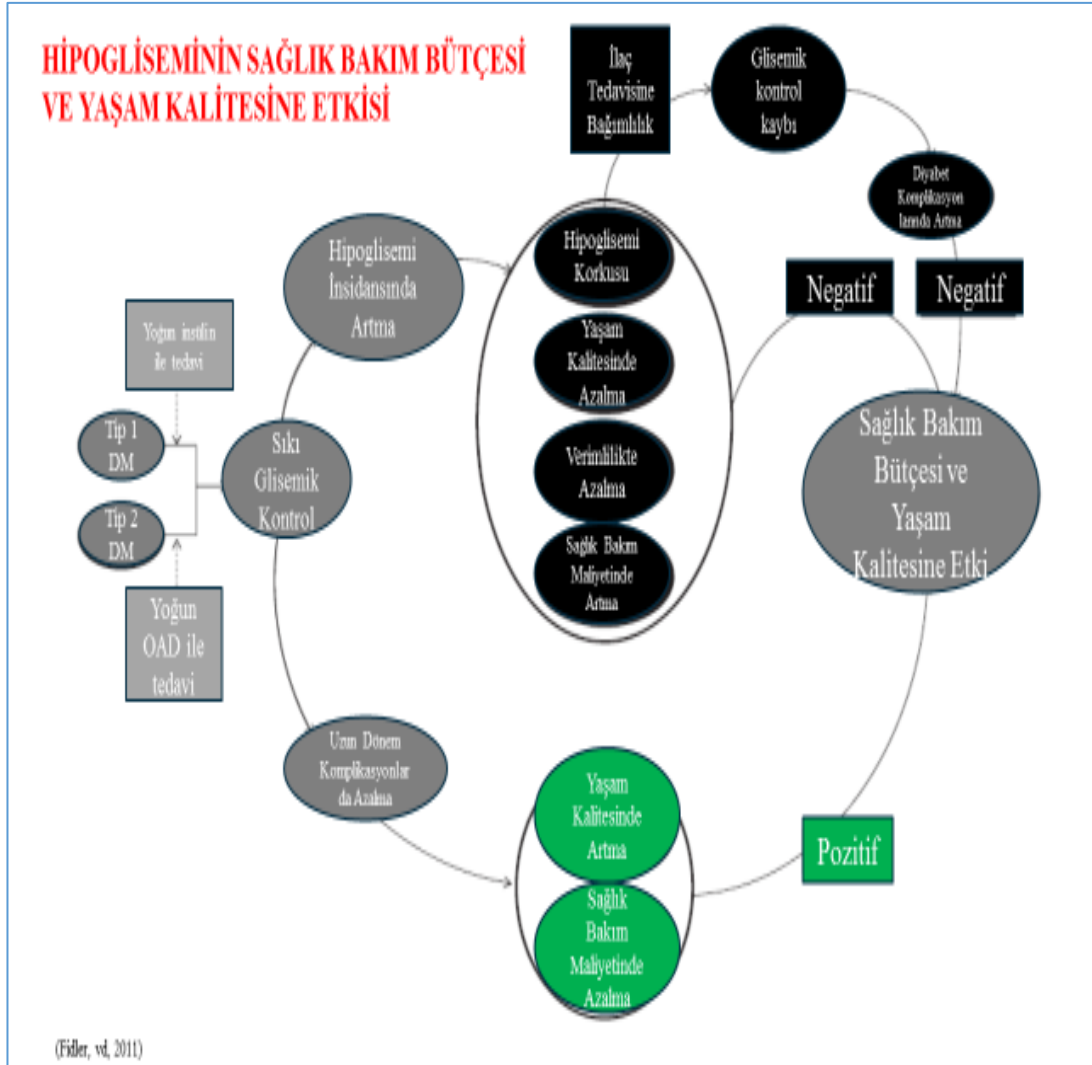 HİPOGLİSEMİNİN SAĞLIK BAKIM BÜTÇESİ
VE YAŞAM KALİTESİNE ETKİSİ
İlaç
Tedavisine
Bağımlılık
Glisemik
kontrol
kaybı
Diyabet
Komplikasyon
larında Artma
Hipoglisemi
İnsidansında
Artma
Hipoglisemi
Korkusu
Yaşam
Kalitesinde
Azalma
Verimlilikte
Azalma
Sağlık Bakım
Maliyetinde
Artma
Negatif
Negatif
Yoğun insülin
ile tedavi
Tip 1
DM
Tip 2
DM
Yoğun
OAD ile
tedavi
Sıkı
Glisemik
Kontrol
Sağlık Bakım
Bütçesi ve
Yaşam
Kalitesine Etki
Uzun Dönem
Komplikasyonlar
da Azalma
Yaşam
Kalitesinde
Artma
Sağlık
Bakım
Maliyetinde
Azalma
Pozitif
(Fidler, vd, 2011)